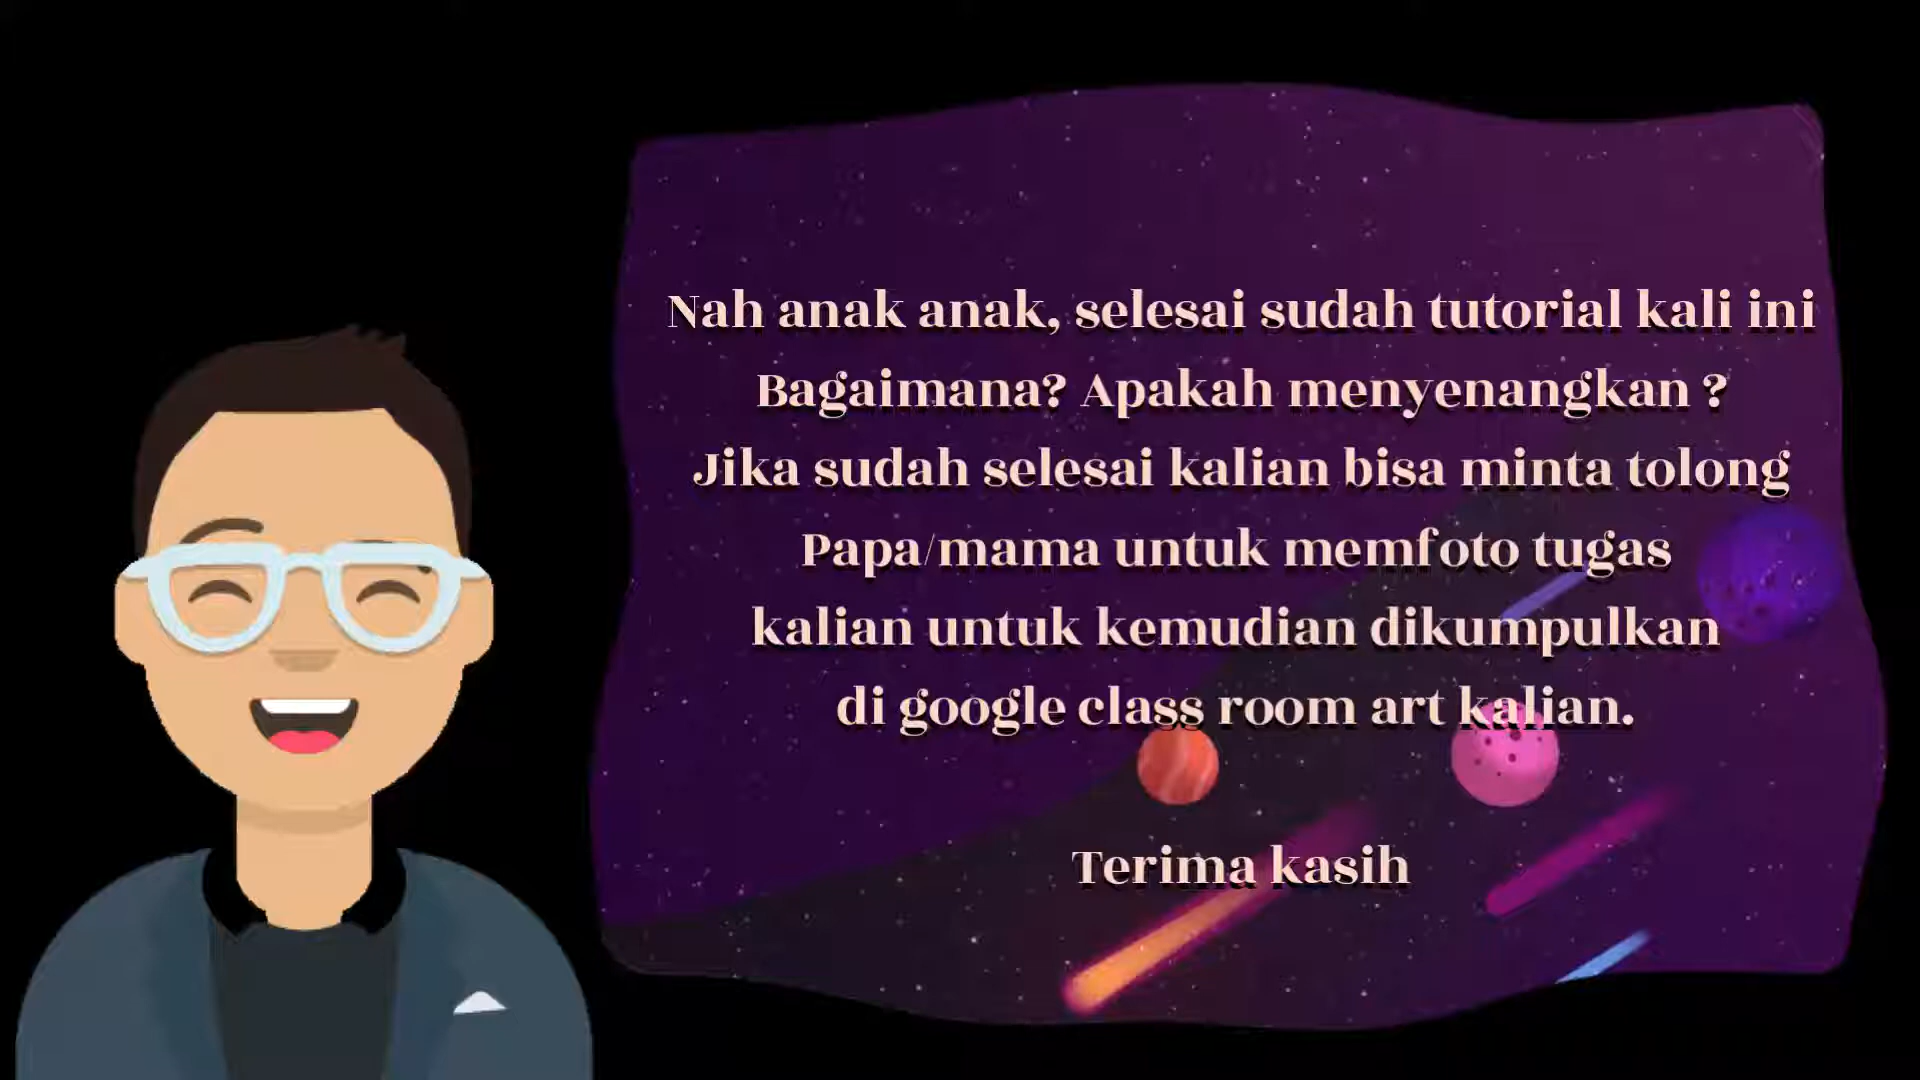 Nah anak anak, selesai sudah tutorial kali ini
Bagaimana? Apakah menyenangkan ?
Jika sudah selesai kalian bisa minta tolong
Papa/mama untuk memfoto tugas
kalian untuk kemudian dikumpulkan
di google class room art kalian.
Terima kasih